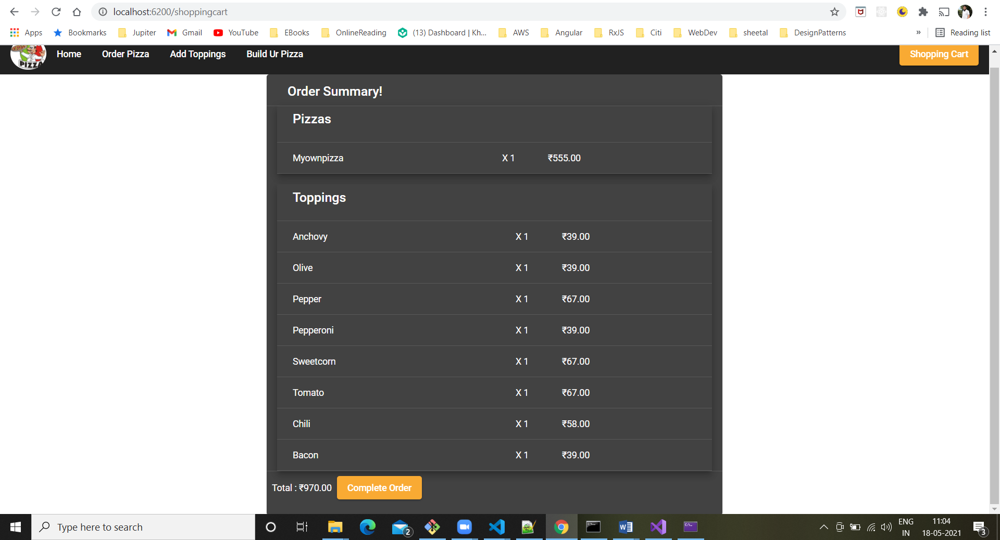 localhost:6200/shoppingcart
Apps Bookmarks Jupiter Gmail YouTube EBooks OnlineReading (13) Dashboard | Kh... AWS Angular RxJS Citi WebDev sheetal DesignPatterns » Reading list
PIZZA Home Order Pizza Add Toppings Build Ur Pizza Shopping Cart
Order Summary!
Pizzas
Myownpizza X 1 ₹555.00
Toppings
Anchovy X 1 ₹39.00
Olive X 1 ₹39.00
Pepper X 1 ₹67.00
Pepperoni X 1 ₹39.00
Sweetcorn X 1 ₹67.00
Tomato X 1 ₹67.00
Chili X 1 ₹58.00
Bacon X 1 ₹39.00
Total : ₹970.00 Complete Order
Type here to search 2 ENG 11:04
IN 18-05-2021 3